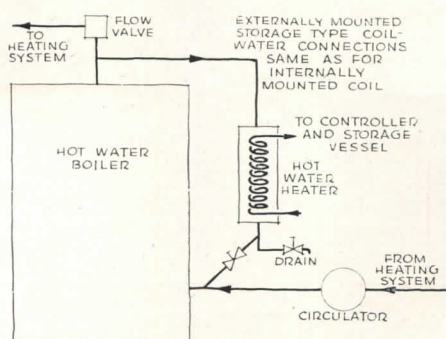 FLOW
VALVE
TO
HEATING
SYSTEM
EXTERNALLY MOUNTED
STORAGE TYPE COIL-
WATER CONNECTIONS
SAME AS FOR
INTERNALLY
MOUNTED COIL
TO CONTROLLER
AND STORAGE
VESSEL
HOT WATER
BOILER
HOT
WATER
HEATER
DRAIN
FROM
HEATING
SYSTEM
CIRCULATOR